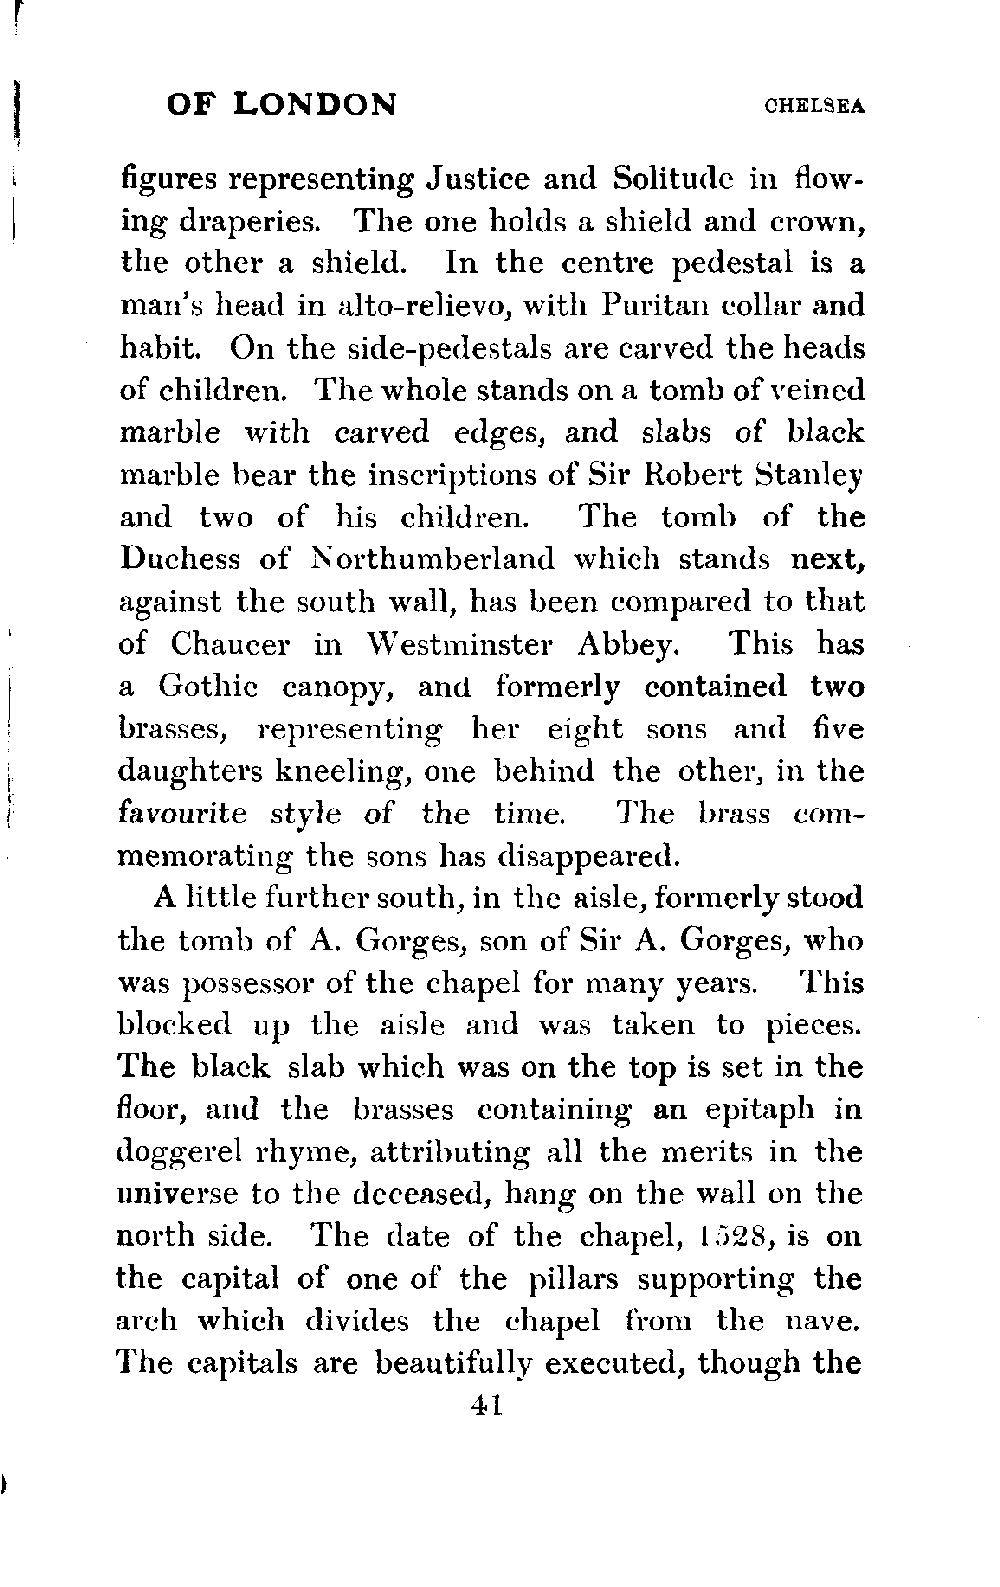 OF LONDON CHELSEA
figures representing Justice and Solitude in flow-
ing draperies. The one holds a shield and crown,
the other a shield. In the centre pedestal is a
man's head in alto-relievo, with Puritan collar and
habit. On the side-pedestals are carved the heads
of children. The whole stands on a tomb of veined
marble with carved edges, and slabs of black
marble bear the inscriptions of Sir Robert Stanley
and two of his children. The tomb of the
Duchess of Northumberland which stands next,
against the south wall, has been compared to that
of Chaucer in Westminster Abbey. This has
a Gothic canopy, and formerly contained two
brasses, representing her eight sons and five
daughters kneeling, one behind the other, in the
favourite style of the time. The brass com-
memorating the sons has disappeared.
A little further south, in the aisle, formerly stood
the tomb of A. Gorges, son of Sir A. Gorges, who
was possessor of the chapel for many years. This
blocked up the aisle and was taken to pieces.
The black slab which was on the top is set in the
floor, and the brasses containing an epitaph in
doggerel rhyme, attributing all the merits in the
universe to the deceased, hang on the wall on the
north side. The date of the chapel, 1528, is on
the capital of one of the pillars supporting the
arch which divides the chapel from the nave.
The capitals are beautifully executed, though the
41